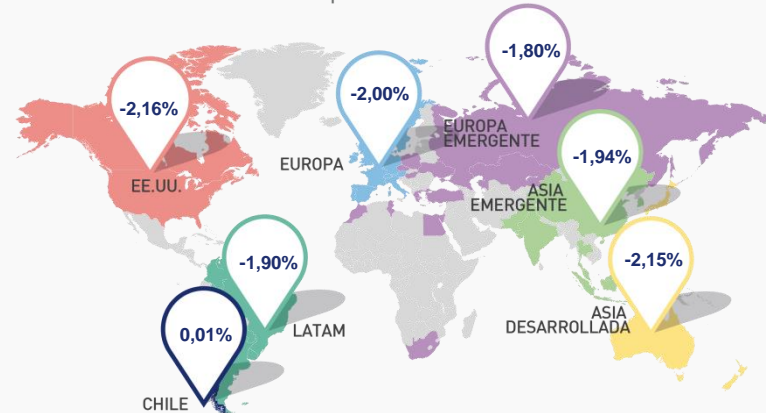 -1,80%
-2,16%
-2,00%
EUROPA
EMERGENTE
EUROPA
-1,94%
EE.UU.
ASIA
EMERGENTE
-1,90%
-2,15%
LATAM
ASIA
DESARROLLADA
0,01%
CHILE